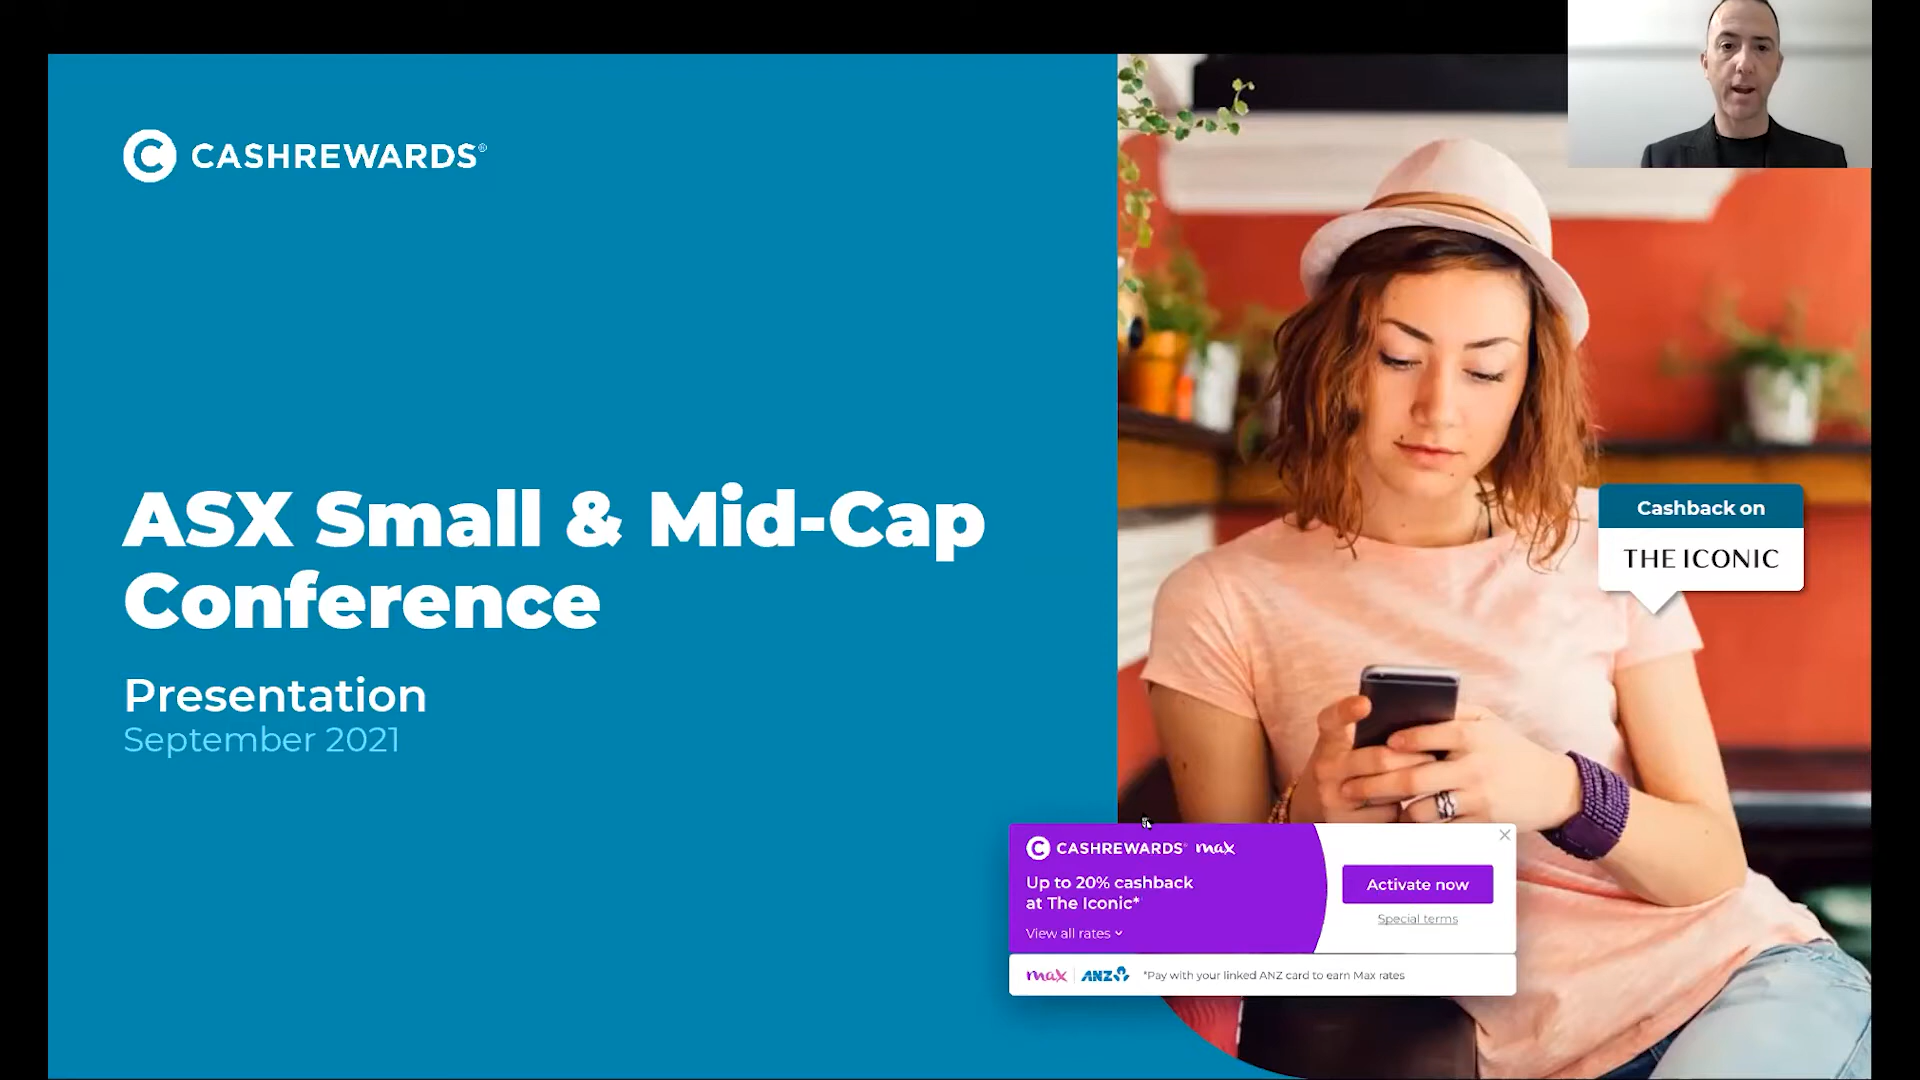 CASHREWARDS®
ASX Small & Mid-Cap
Conference
Presentation
September 2021
Cashback on
THE ICONIC
CASHREWARDS® max
Up to 20% cashback
at The Iconic*
View all rates
Activate now
Special terms
max ANZ *Pay with your linked ANZ card to earn Max rates